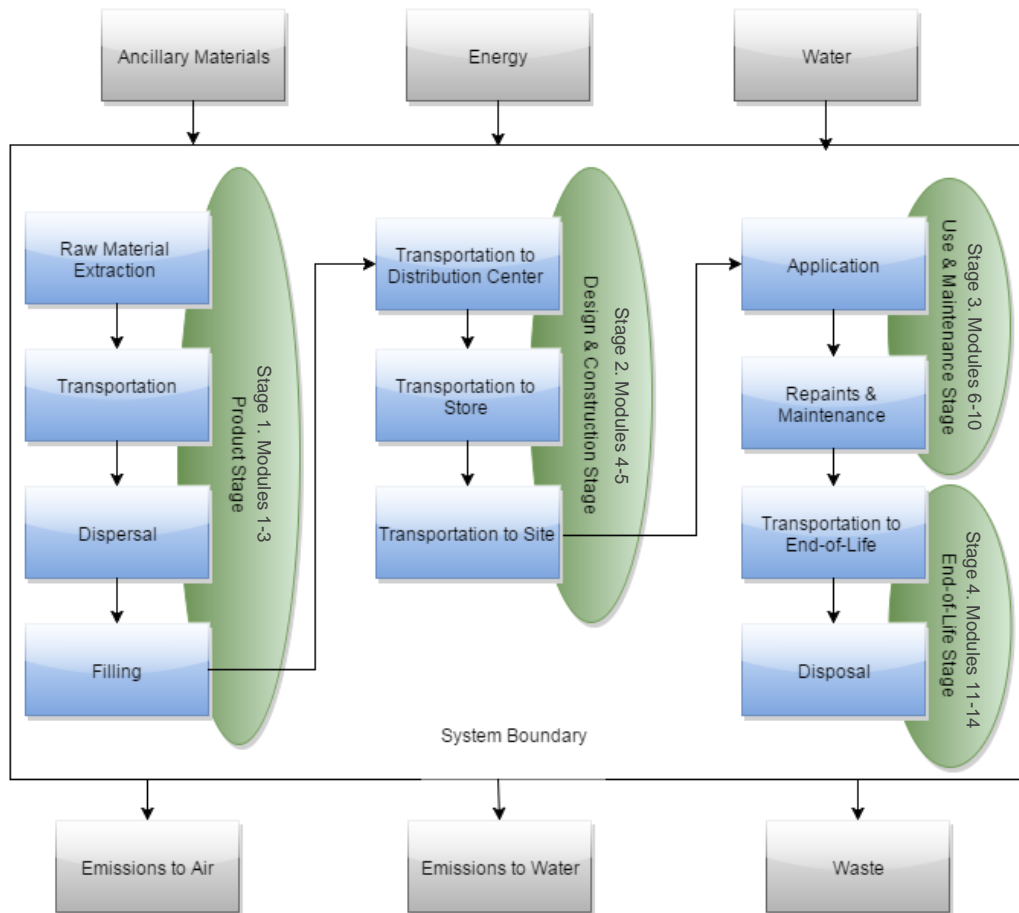 Ancillary Materials
Energy
Water
Raw Material
Extraction
Transportation
Dispersal
Filling
Stage 1. Modules 1-3
Product Stage
Transportation to
Distribution Center
Transportation to
Store
Transportation to Site
Stage 2. Modules 4-5
Design & Construction Stage
Application
Repaints &
Maintenance
Stage 3. Modules 6-10
Use & Maintenance Stage
Transportation to
End-of-Life
Disposal
Stage 4. Modules 11-14
End-of-Life Stage
System Boundary
Emissions to Air
Emissions to Water
Waste